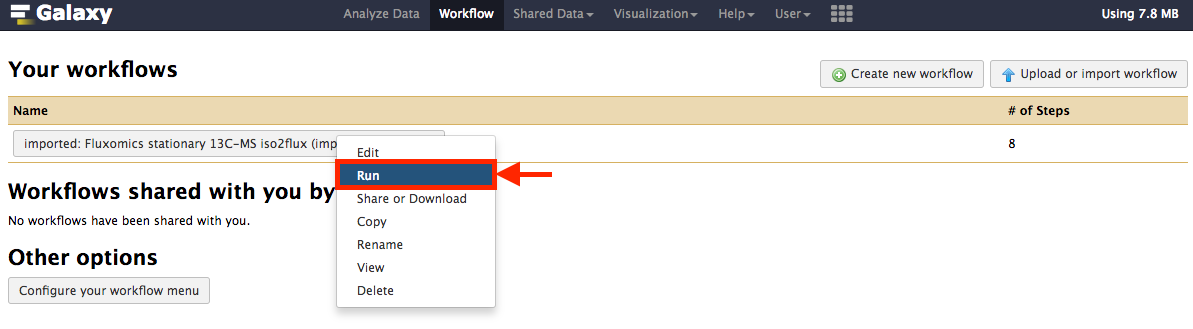 Galaxy Analyze Data Workflow Shared Data Visualization Help User Using 7.8 MB
Your workflows
Create new workflow Upload or import workflow
Name # of Steps
imported: Fluxomics stationary 13C-MS iso2flux (imp 8
Edit
Run
Share or Download
Copy
Rename
View
Delete
Workflows shared with you by
No workflows have been shared with you.
Other options
Configure your workflow menu